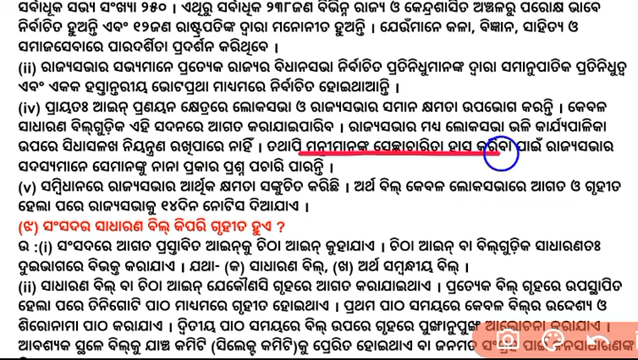 ସର୍ବାଧିକ ସଭ୍ୟ ସଂଖ୍ୟା ୨୫୦ । ଏଥିରୁ ସର୍ବାଧିକ ୨୩୮ଜଣ ବିଭିନ୍ନ ରାଜ୍ୟ ଓ କେନ୍ଦ୍ରଶାସିତ ଅଞ୍ଚଳରୁ ପରୋକ୍ଷ ଭାବେ
ନିର୍ବାଚିତ ହୁଅନ୍ତି ଏବଂ ୧୨ଜଣ ରାଷ୍ଟ୍ରପତିଙ୍କ ଦ୍ୱାରା ମନୋନୀତ ହୁଅନ୍ତି । ଯେଉଁମାନେ କଳା, ବିଜ୍ଞାନ, ସାହିତ୍ୟ ଓ
ସମାଜସେବାରେ ପାରଦର୍ଶିତା ପ୍ରଦର୍ଶନ କରିଥିବେ ।
(ii) ରାଜ୍ୟସଭାର ସଭ୍ୟମାନେ ପ୍ରତ୍ୟେକ ରାଜ୍ୟର ବିଧାନସଭା ନିର୍ବାଚିତ ପ୍ରତିନିଧୁମାନଙ୍କ ଦ୍ୱାରା ସମାନୁପାତିକ ପ୍ରତିନିଧୁତ୍ୱ
ଏବଂ ଏକକ ହସ୍ତାନ୍ତରୀୟ ଭୋଟପ୍ରଥା ମାଧ୍ୟମରେ ନିର୍ବାଚିତ ହୋଇଥାଆନ୍ତି ।
(iv) ପ୍ରାୟତଃ ଆଇନ ପ୍ରଣୟନ କ୍ଷେତ୍ରରେ ଲୋକସଭା ଓ ରାଜ୍ୟସଭାର ସମାନ କ୍ଷମତା ଉପଭୋଗ କରନ୍ତି । କେବଳ
ସାଧାରଣ ବିଲ୍‌ଗୁଡ଼ିକ ଏହି ସଦନରେ ଆଗତ କରାଯାଇପାରିବ । ରାଜ୍ୟସଭାର ମଧ୍ୟ ଲୋକସଭା ଭଳି କାର୍ଯ୍ୟପାଳିକା
ଉପରେ ସିଧାସଳଖ ନିୟନ୍ତ୍ରଣ ରଖିପାରେ ନାହିଁ । ତଥାପି ମନ୍ତ୍ରୀମାନଙ୍କ ସେଚ୍ଛାଚାରିତା ହାସ କରିବା ପାଇଁ ରାଜ୍ୟସଭାର
ସଦସ୍ୟମାନେ ସେମାନଙ୍କୁ ନାନା ପ୍ରକାର ପ୍ରଶ୍ନ ପଚାରି ପାରନ୍ତି ।
(v) ସମ୍ବିଧାନରେ ରାଜ୍ୟସଭାର ଆର୍ଥିକ କ୍ଷମତା ସଙ୍କୁଚିତ କରିଛି । ଅର୍ଥ ବିଲ୍ କେବଳ ଲୋକସଭାରେ ଆଗତ ଓ ଗୃହୀତ
ହେଲା ପରେ ରାଜ୍ୟସଭାକୁ ୧୪ଦିନ ନୋଟିସ ଦିଆଯାଏ ।
(ଝ) ସଂସଦର ସାଧାରଣ ବିଲ୍ କିପରି ଗୃହୀତ ହୁଏ ?
ଉ :(i) ସଂସଦରେ ଆଗତ ପ୍ରସ୍ତାବିତ ଆଇନ୍‌କୁ ଚିଠା ଆଇନ୍ କୁହାଯାଏ । ଚିଠା ଆଇନ୍ ବା ବିଲ୍‌ଗୁଡ଼ିକ ସାଧାରଣତଃ
ଦୁଇଭାଗରେ ବିଭକ୍ତ କରାଯାଏ । ଯଥା- (କ) ସାଧାରଣ ବିଲ୍, (ଖ) ଅର୍ଥ ସମ୍ବନ୍ଧୀୟ ବିଲ୍ ।
(ii) ସାଧାରଣ ବିଲ୍ ବା ଚିଠା ଆଇନ୍ ଯେକୌଣସି ଗୃହରେ ଆଗତ କରାଯାଇଥାଏ । ପ୍ରତ୍ୟେକ ବିଲ୍ ଗୃହରେ ଉପସ୍ଥାପିତ
ହେଲା ପରେ ତିନିଗୋଟି ପାଠ ମାଧ୍ୟମରେ ଗୃହୀତ ହୋଇଥାଏ । ପ୍ରଥମ ପାଠ ସମୟରେ କେବଳ ବିଲ୍‌ର ଉଦ୍ଦେଶ୍ୟ ଓ
ଶିରୋନାମା ପାଠ କରାଯାଏ । ଦ୍ୱିତୀୟ ପାଠ ସମୟରେ ବିଲ୍ ଉପରେ ଗୃହରେ ପୁଙ୍ଖାନୁପୁଙ୍ଖ ଆଲୋଚନା କରାଯାଏ ।
ଆବଶ୍ୟକ ସ୍ଥଳେ ବିଲ୍‌କୁ ଯାଞ୍ଚ କମିଟି (ସିଲେକ୍ଟ କମିଟି)କୁ ପ୍ରେରିତ ହୋଇଥାଏ ବା ଜନମତ